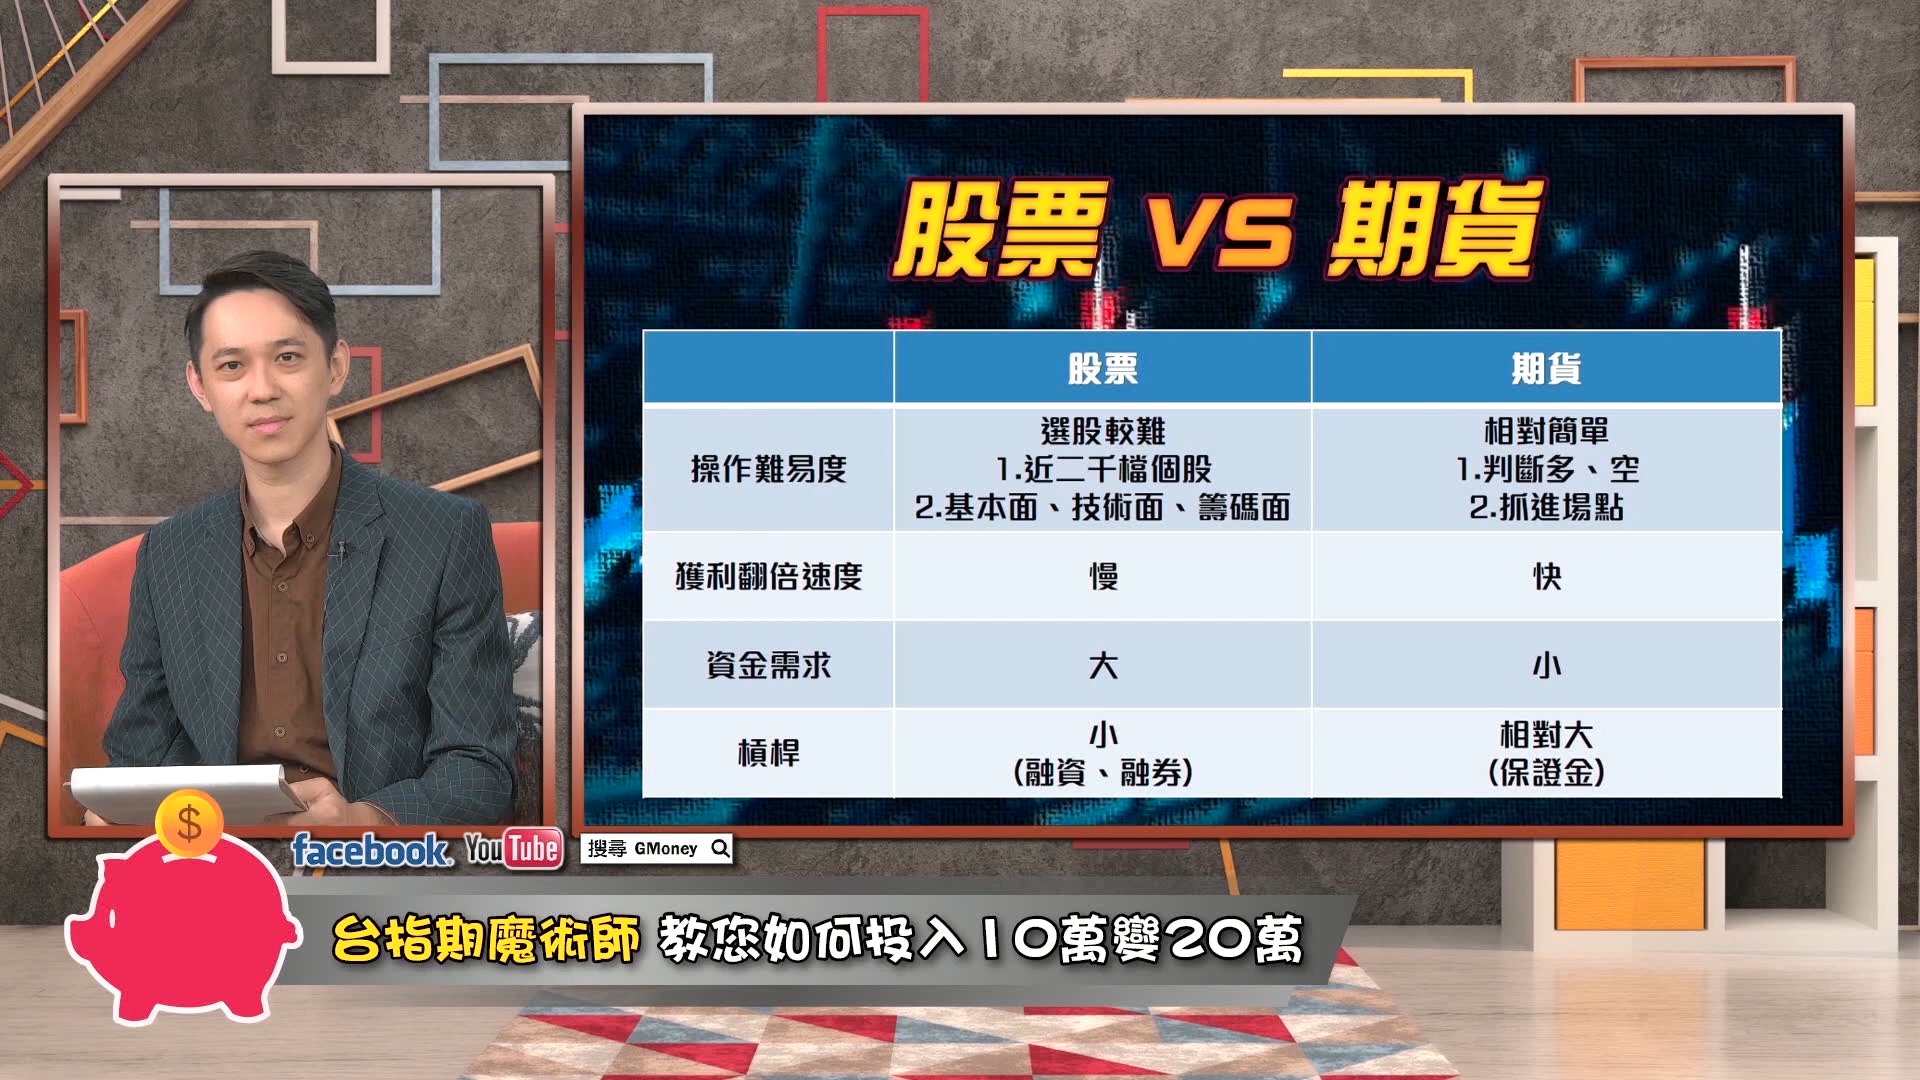 股票 VS 期貨
股票 期貨
操作難易度
選股較難
1.近二千檔個股
2.基本面、技術面、籌碼面
相對簡單
1.判斷多、空
2.抓進場點
獲利翻倍速度 慢 快
資金需求 大 小
槓桿
小
(融資、融券)
相對大
(保證金)
$
facebook. YouTube 搜尋 GMoney
台指期魔術師 教您如何投入10萬變20萬